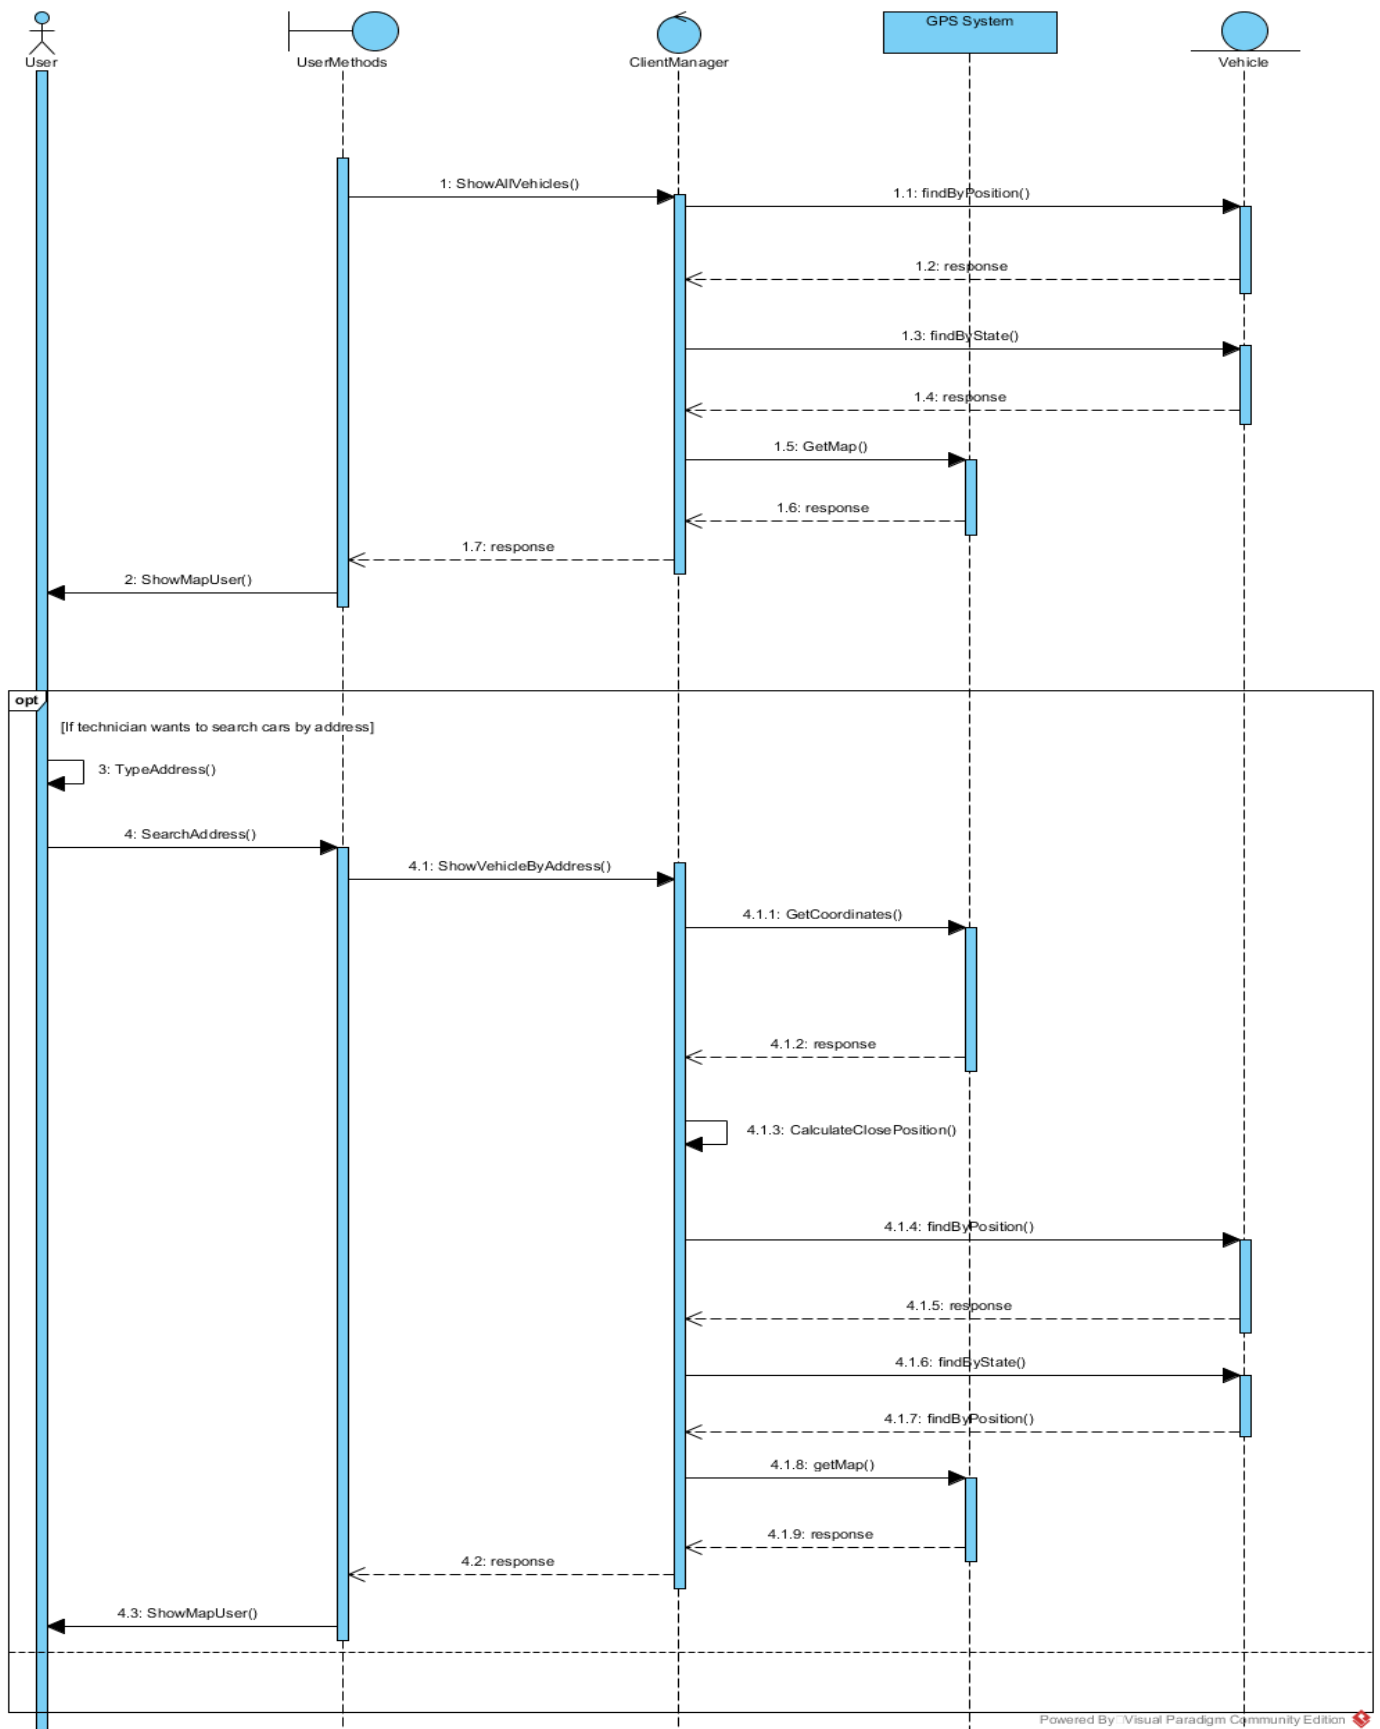 GPS System
User
UserMethods
ClientManager
Vehicle
1: ShowAllVehicles()
1.1: findByPosition()
1.2: response
1.3: findByState()
1.4: response
1.5: GetMap()
1.6: response
1.7: response
2: ShowMapUser()
opt
[If technician wants to search cars by address]
3: TypeAddress()
4: SearchAddress()
4.1: ShowVehicleByAddress()
4.1.1: GetCoordinates()
4.1.2: response
4.1.3: CalculateClosePosition()
4.1.4: findByPosition()
4.1.5: response
4.1.6: findByState()
4.1.7: findByPosition()
4.1.8: getMap()
4.1.9: response
4.2: response
4.3: ShowMapUser()
Powered By Visual Paradigm Community Edition